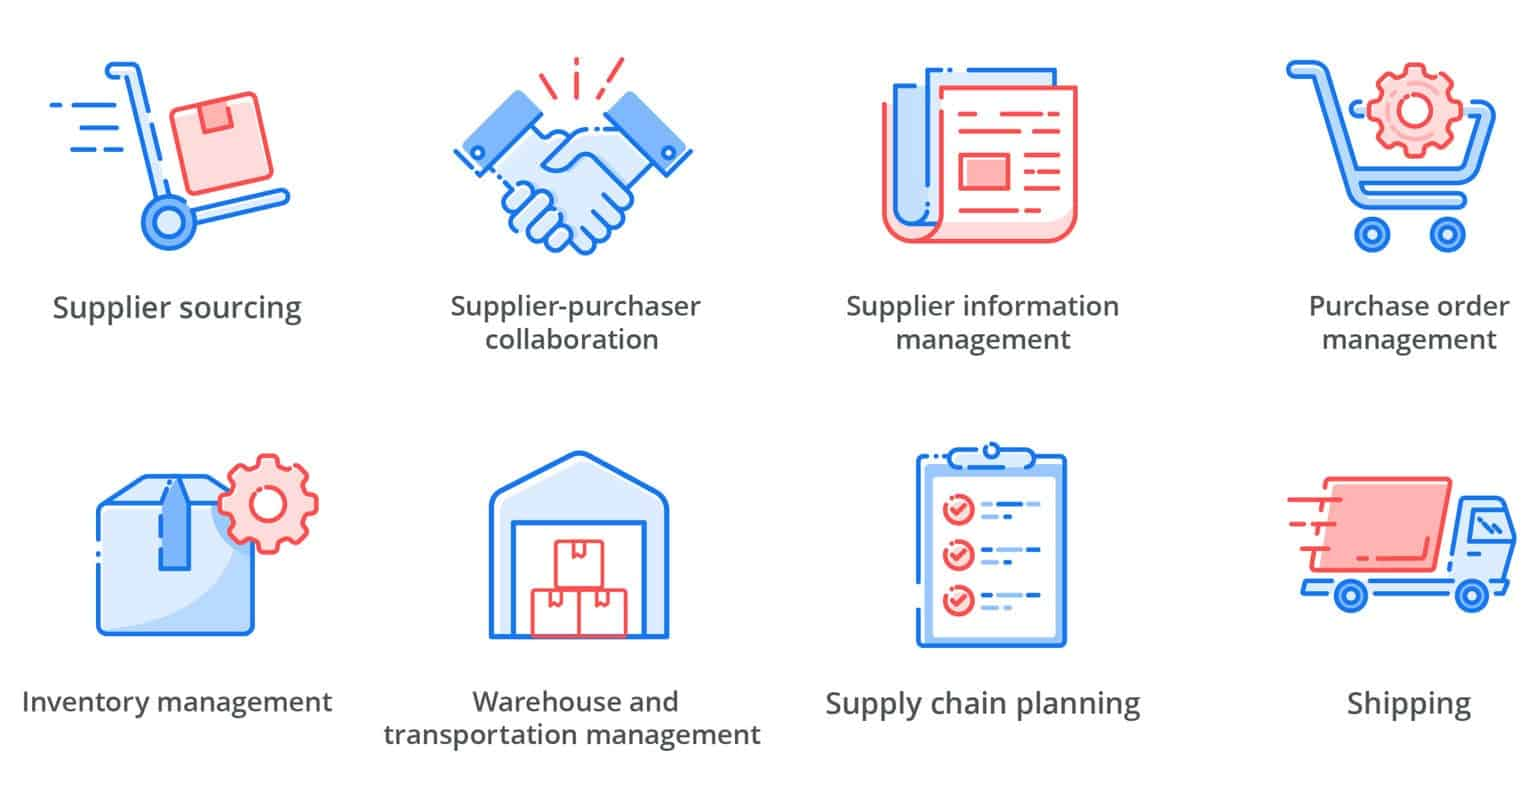 Supplier sourcing
Supplier-purchaser
collaboration
Supplier information
management
Purchase order
management
Inventory management
Warehouse and
transportation management
Supply chain planning
Shipping